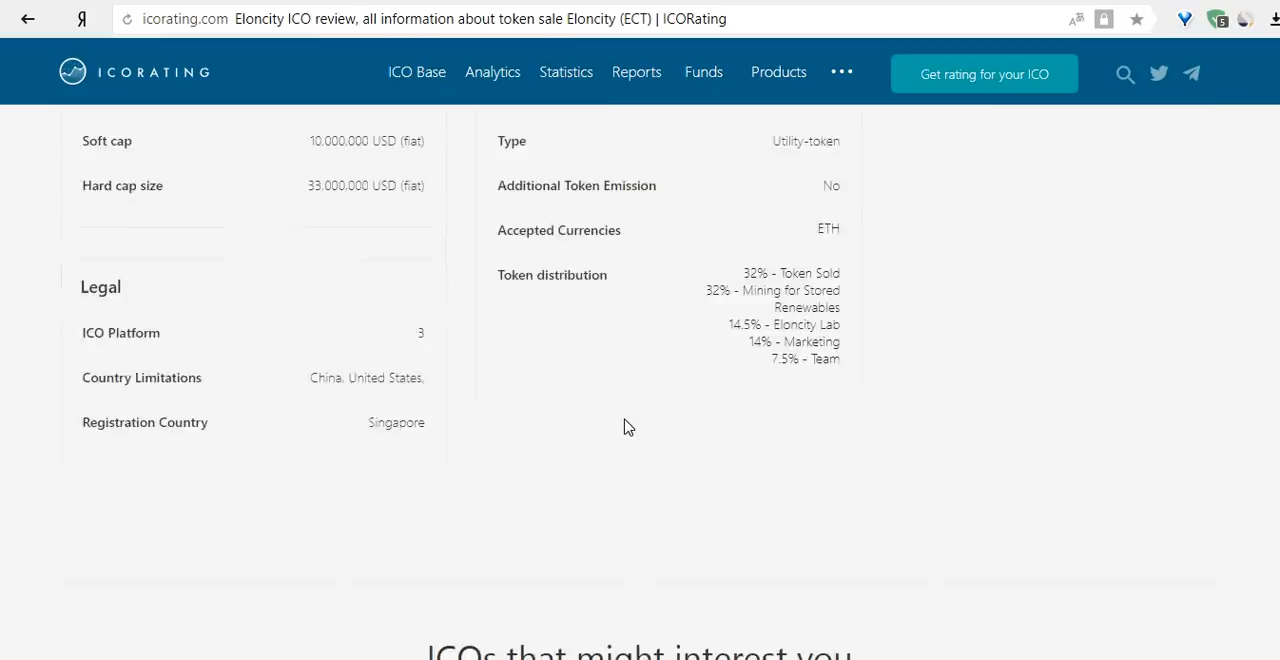 Я icorating.com Eloncity ICO review, all information about token sale Eloncity (ECT) | ICORating
5
ICORATING ICO Base Analytics Statistics Reports Funds Products ••• Get rating for your ICO
Soft cap 10.000.000 USD (fiat)
Hard cap size 33.000.000 USD (fiat)
Legal
ICO Platform 3
Country Limitations China, United States,
Registration Country Singapore
Type Utility-token
Additional Token Emission No
Accepted Currencies ETH
Token distribution 32% - Token Sold
32% - Mining for Stored
Renewables
14.5% - Eloncity Lab
14% - Marketing
7.5% - Team
ICOs that might interest you